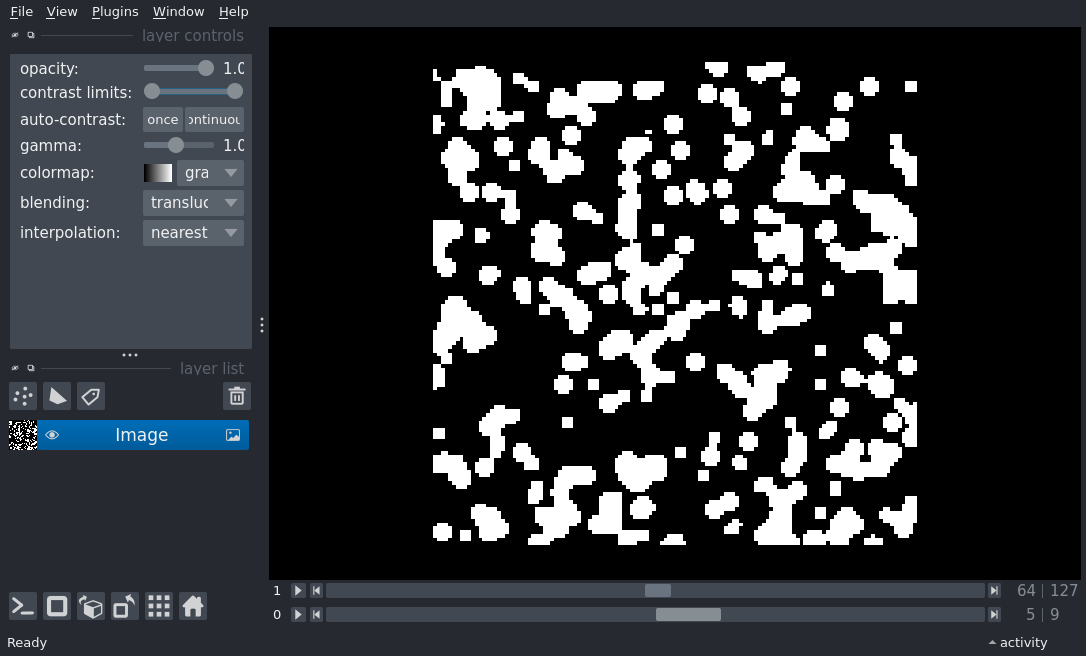 File View Plugins Window Help
layer controls
opacity: 1.0
contrast limits:
auto-contrast: once ontinuou
gamma: 1.0
colormap: gra
blending: transluc
interpolation: nearest
layer list
Image
1 64 | 127
0 5 | 9
Ready activity